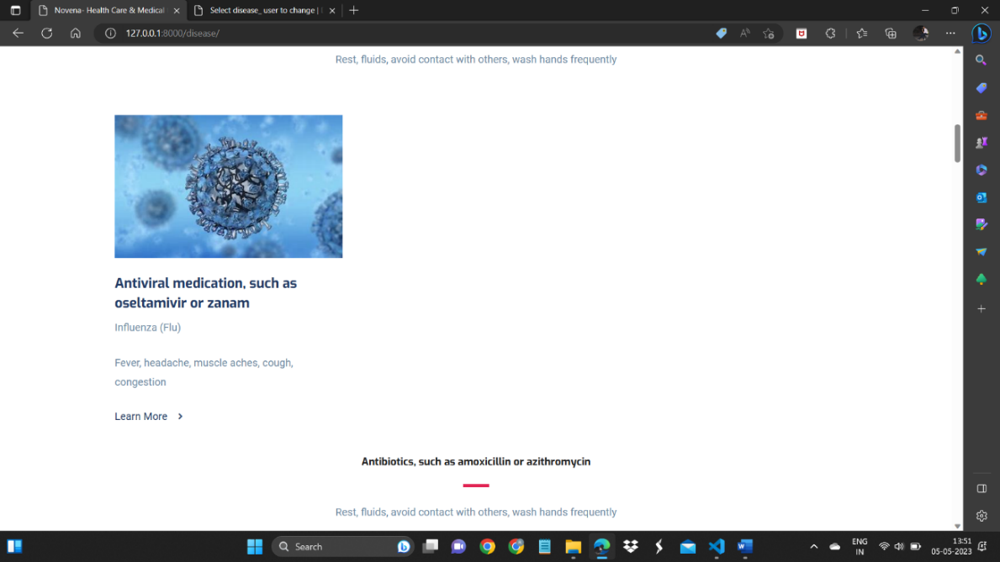 Novena- Health Care & Medical
Select disease_ user to change |
127.0.0.1:8000/disease/
Rest, fluids, avoid contact with others, wash hands frequently
Antiviral medication, such as
oseltamivir or zanam
Influenza (Flu)
Fever, headache, muscle aches, cough,
congestion
Learn More
Antibiotics, such as amoxicillin or azithromycin
Rest, fluids, avoid contact with others, wash hands frequently
Search
ENG
IN
13:51
05-05-2023